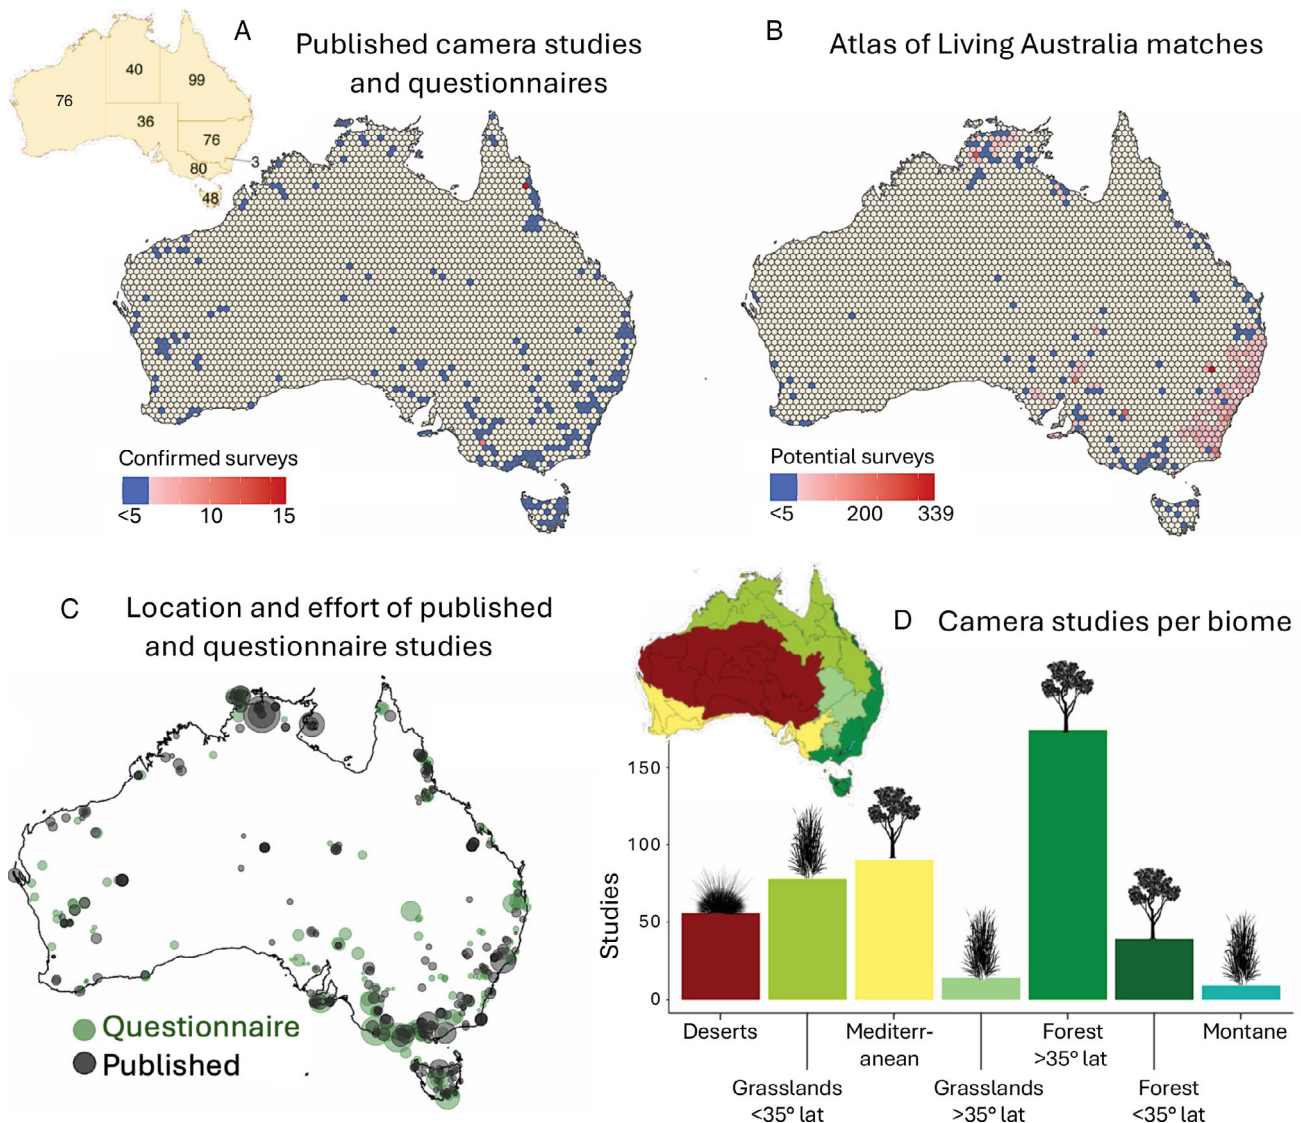 A
Published camera studies
and questionnaires
40
99
76
36
76
80
3
48
Confirmed surveys
<5
10
15
B
Atlas of Living Australia matches
Potential surveys
<5
200
339
C
Location and effort of published
and questionnaire studies
Questionnaire
Published
D
Camera studies per biome
Studies
150
100
50
0
Deserts
Grasslands
<35° lat
Mediterr-
anean
Grasslands
>35° lat
Forest
>35° lat
Forest
<35° lat
Montane